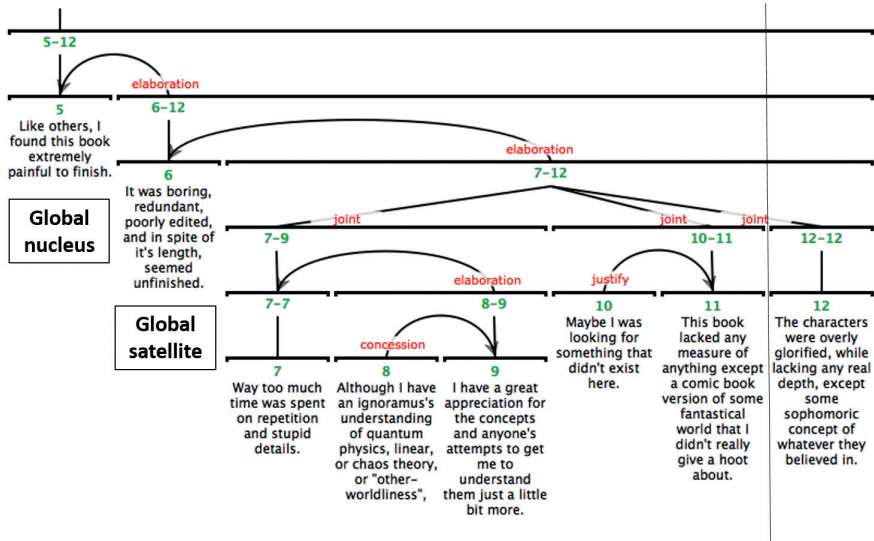 5-12
elaboration
5
6-12
Like others, I
found this book
extremely
painful to finish.
elaboration
6
7-12
It was boring,
redundant,
poorly edited,
and in spite of
it's length,
seemed
unfinished.
Global
nucleus
joint
joint
joint
7-9
10-11
12-12
elaboration
justify
7-7
8-9
10
11
12
Global
satellite
concession
Maybe I was
looking for
something that
didn't exist
here.
This book
lacked any
measure of
anything except
a comic book
version of some
fantastical
world that I
didn't really
give a hoot
about.
The characters
were overly
glorified, while
lacking any real
depth, except
some
sophomoric
concept of
whatever they
believed in.
7
8
9
Way too much
time was spent
on repetition
and stupid
details.
Although I have
an ignoramus's
understanding
of quantum
physics, linear,
or chaos theory,
or "other-
worldliness",
I have a great
appreciation for
the concepts
and anyone's
attempts to get
me to
understand
them just a little
bit more.